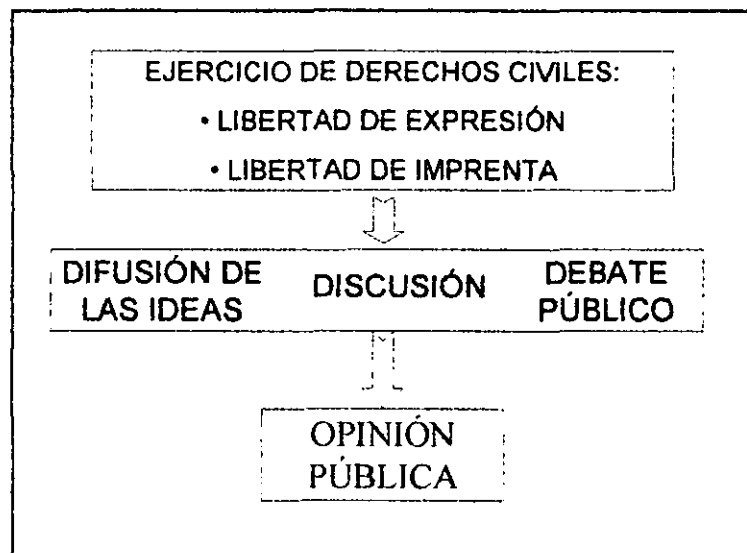 EJERCICIO DE DERECHOS CIVILES:
• LIBERTAD DE EXPRESIÓN
• LIBERTAD DE IMPRENTA
DIFUSIÓN DE LAS IDEAS
DISCUSIÓN
DEBATE PÚBLICO
OPINIÓN
PÚBLICA